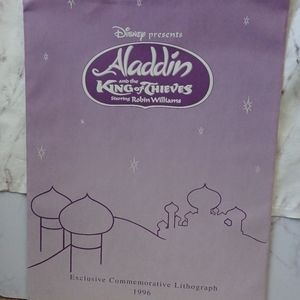 Disney presents
Aladdin
and the
King of Thieves
Starring Robin Williams
Exclusive Commemorative Lithograph
1996